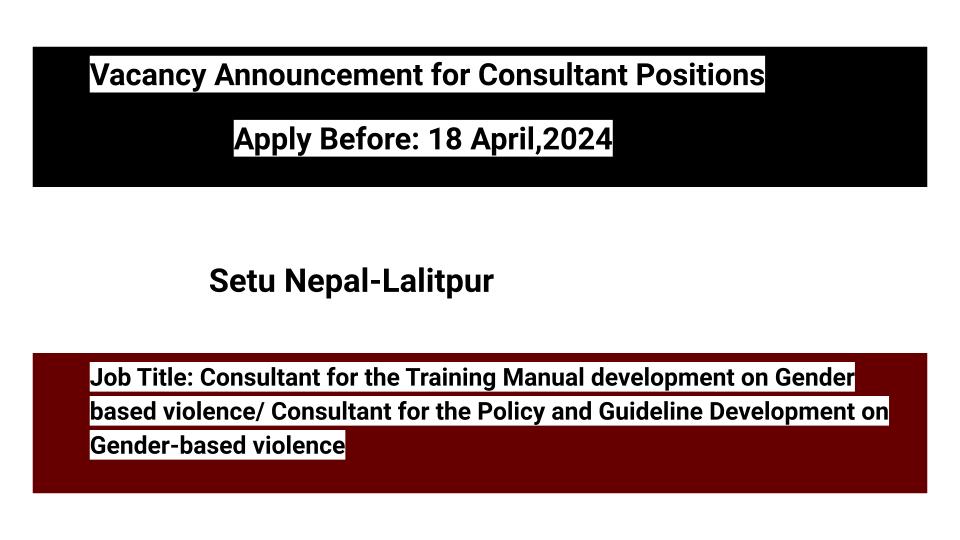 Vacancy Announcement for Consultant Positions
Apply Before: 18 April,2024
Setu Nepal-Lalitpur
Job Title: Consultant for the Training Manual development on Gender
based violence/ Consultant for the Policy and Guideline Development on
Gender-based violence